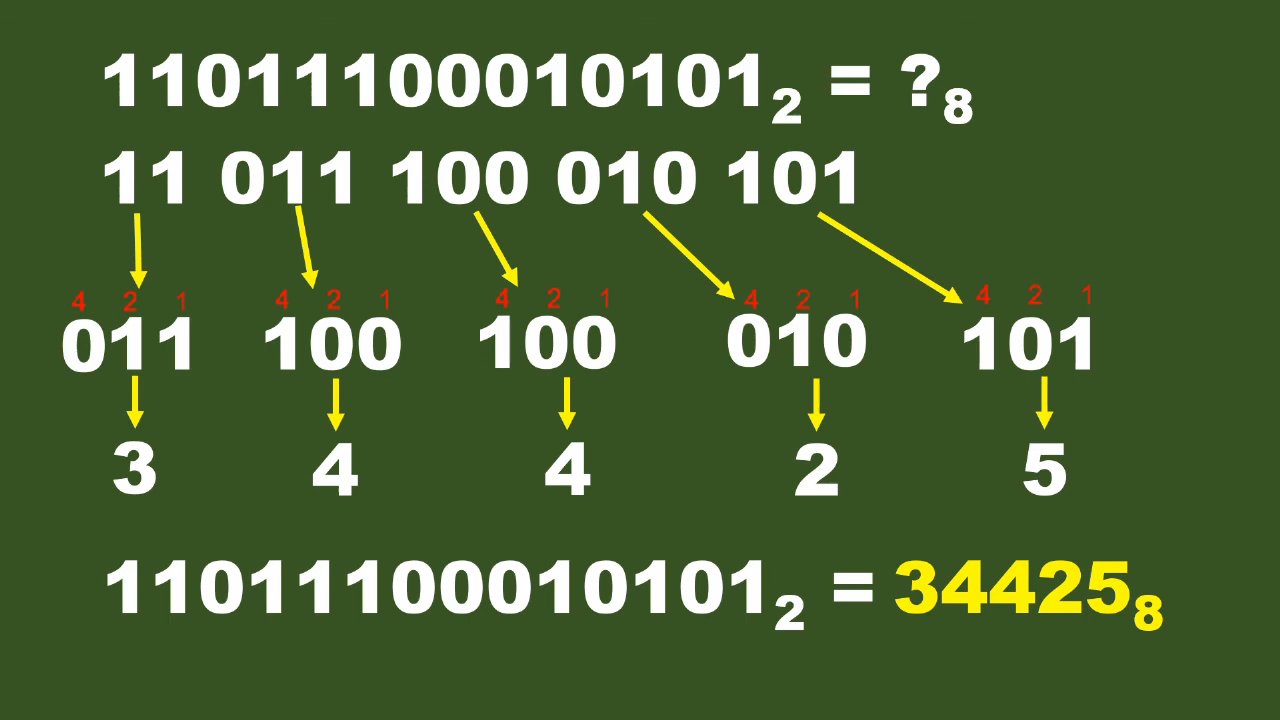 11011100010101₂ = ?₈
11 011 100 010 101
4 2 1 4 2 1 4 2 1 4 2 1 4 2 1
011 100 100 010 101
3 4 4 2 5
11011100010101₂ = 34425₈